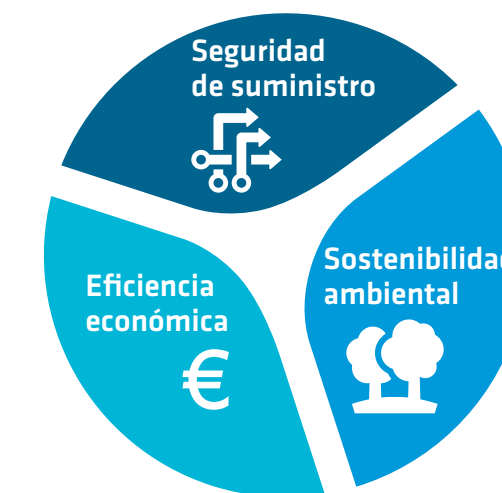 Seguridad
de suministro
Sostenibilidad
ambiental
Eficiencia
económica
€